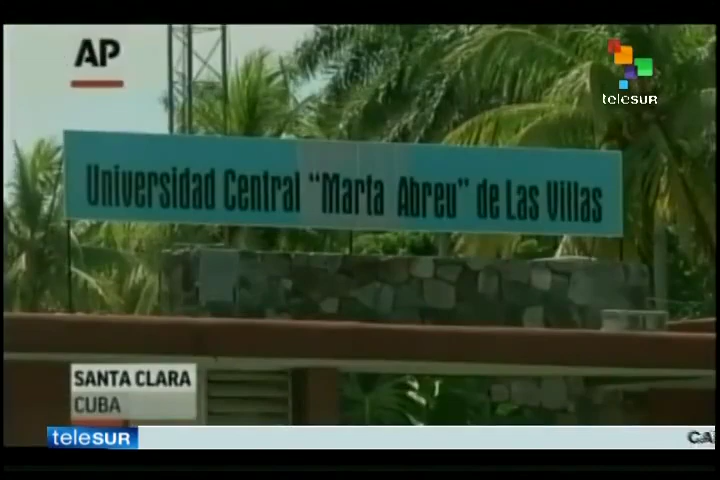 AP
teleSUR
Universidad Central "Marta Abreu" de Las Villas
SANTA CLARA
CUBA
teleSUR